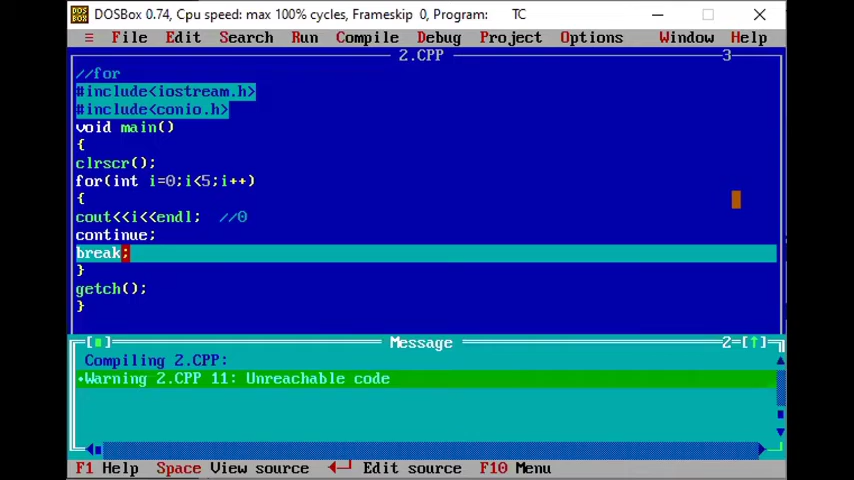 DOSBOX DOSBox 0.74, Cpu speed: max 100% cycles, Frameskip 0, Program: TC
≡ File Edit Search Run Compile Debug Project Options Window Help
2.CPP 3
//for
#include<iostream.h>
#include<conio.h>
void main()
{
clrscr();
for(int i=0;i<5;i++)
{
cout<<i<<endl; //0
continue;
break;
}
getch();
}
[■] Message 2=[↑]
Compiling 2.CPP:
•Warning 2.CPP 11: Unreachable code
F1 Help Space View source ←┘ Edit source F10 Menu